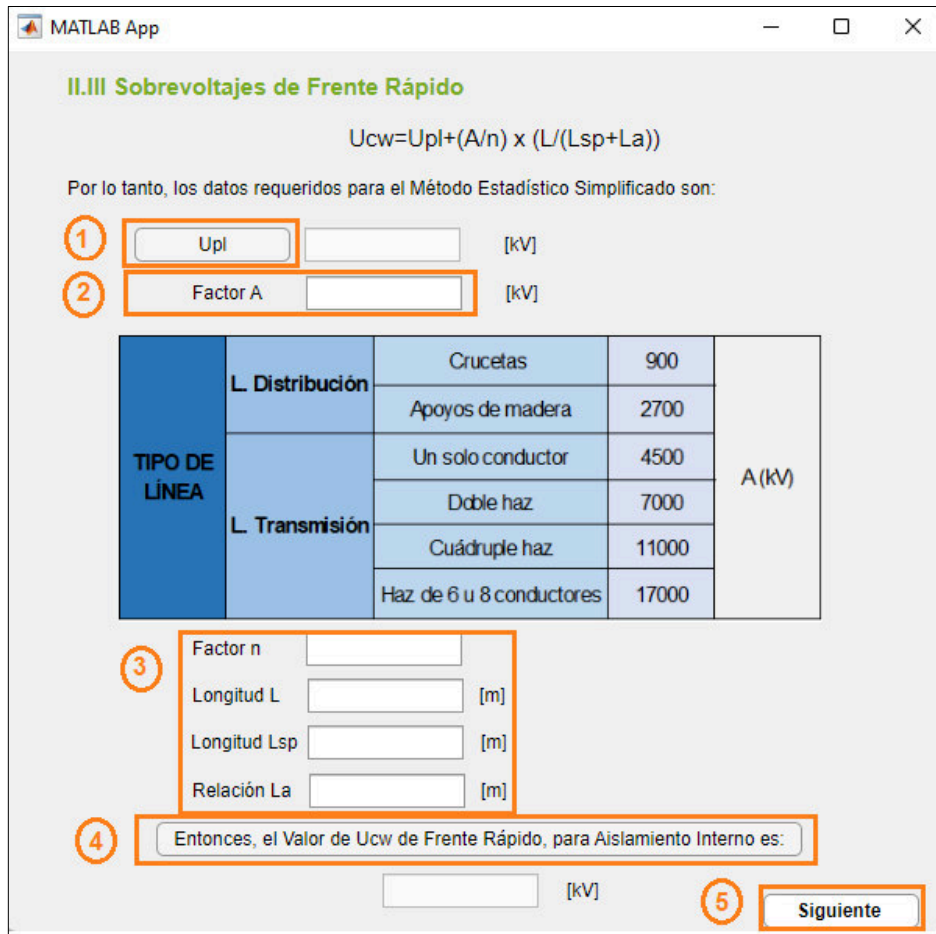 MATLAB App
II.III Sobrevoltajes de Frente Rápido
Ucw=Upl+(A/n) x (L/(Lsp+La))
Por lo tanto, los datos requeridos para el Método Estadístico Simplificado son:
1 Upl [kV]
2 Factor A [kV]
TIPO DE LÍNEA
L. Distribución
Crucetas 900
Apoyos de madera 2700
L. Transmisión
Un solo conductor 4500
Doble haz 7000
Cuádruple haz 11000
Haz de 6 u 8 conductores 17000
A (kV)
3
Factor n
Longitud L [m]
Longitud Lsp [m]
Relación La [m]
4 Entonces, el Valor de Ucw de Frente Rápido, para Aislamiento Interno es:
[kV]
5 Siguiente